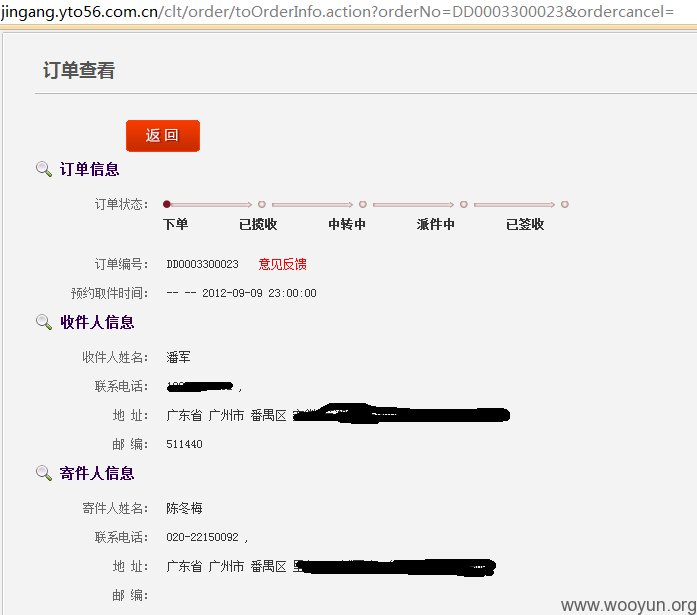 jingang.yto56.com.cn/clt/order/toOrderInfo.action?orderNo=DD0003300023&ordercancel=
订单查看
返 回
订单信息
订单状态：
下单 已揽收 中转中 派件中 已签收
订单编号： DD0003300023 意见反馈
预约取件时间： -- -- 2012-09-09 23:00:00
收件人信息
收件人姓名： 潘军
联系电话： ,
地 址： 广东省 广州市 番禺区
邮 编： 511440
寄件人信息
寄件人姓名： 陈冬梅
联系电话： 020-22150092 ,
地 址： 广东省 广州市 番禺区
邮 编：
www.wooyun.org